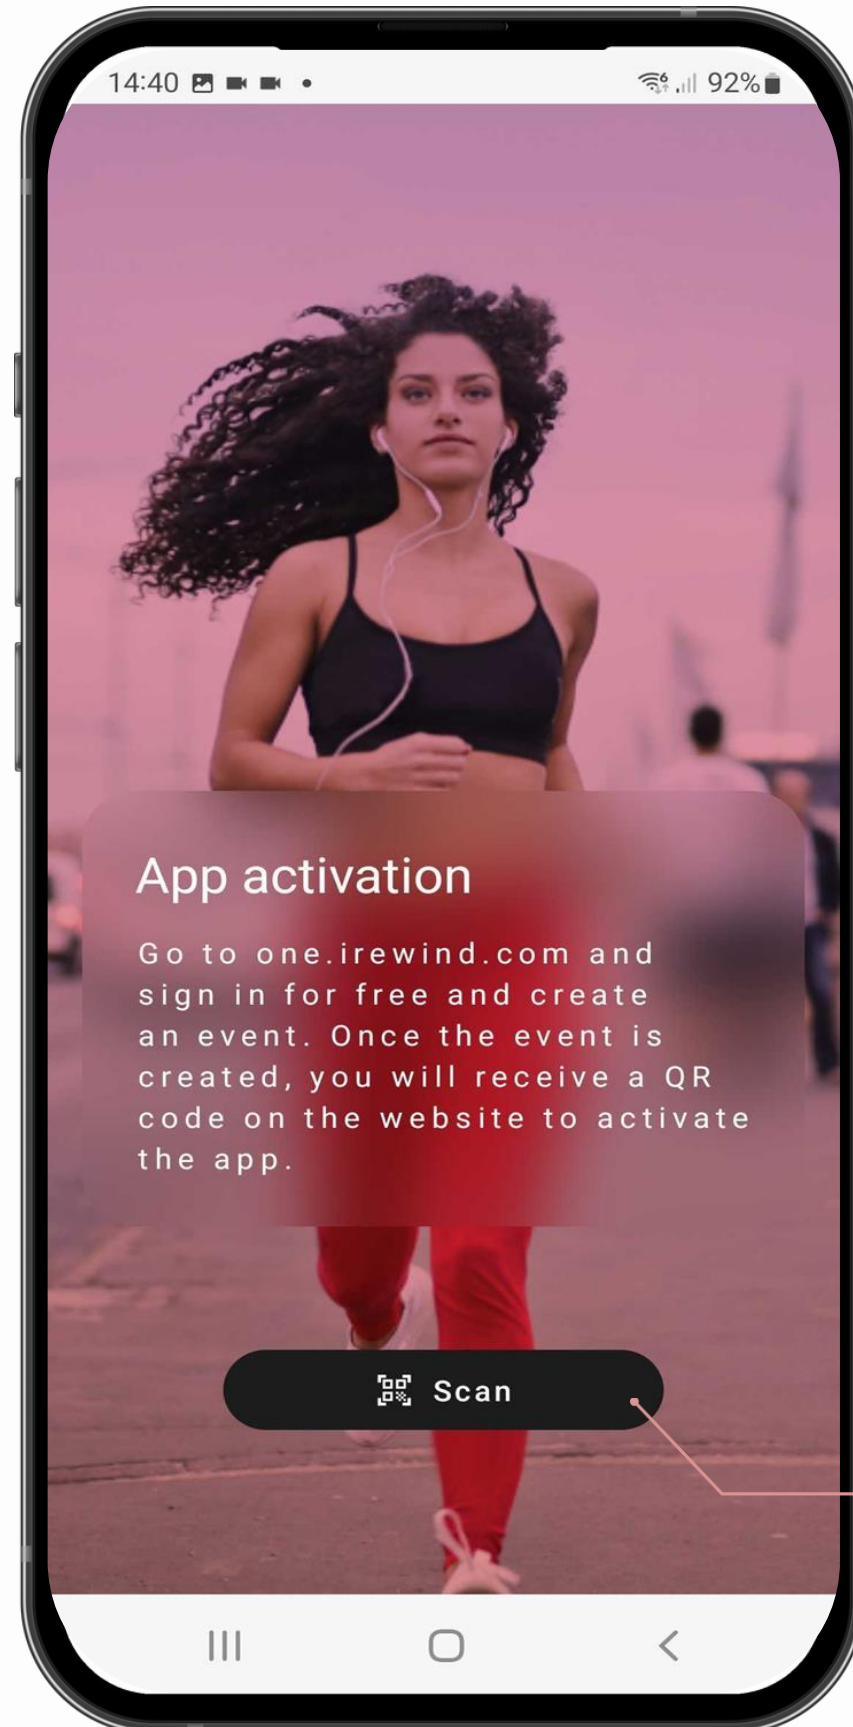 14:40 92%
App activation
Go to one.irewind.com and
sign in for free and create
an event. Once the event is
created, you will receive a QR
code on the website to activate
the app.
Scan